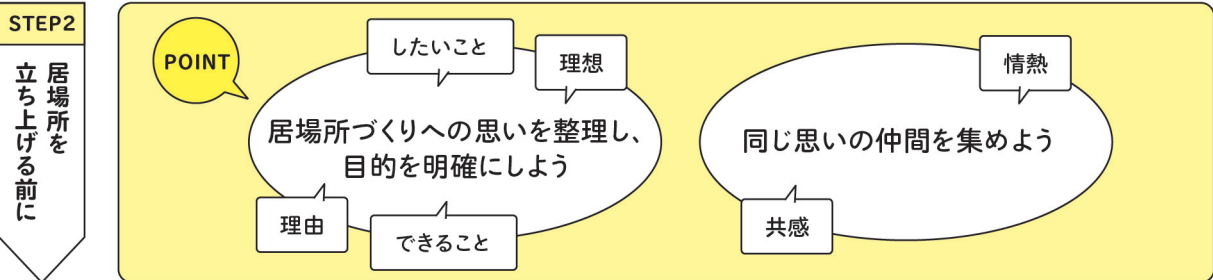 STEP2
居場所を
立ち上げる前に
POINT
したいこと
理想
居場所づくりへの思いを整理し、
目的を明確にしよう
理由
できること
情熱
同じ思いの仲間を集めよう
共感